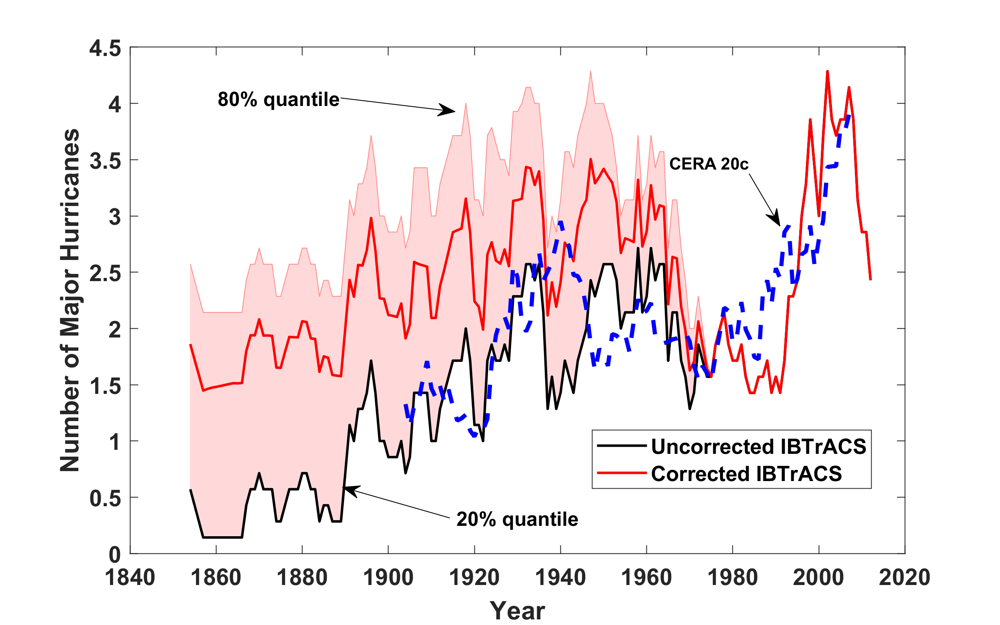 4.5
4
3.5
3
2.5
2
1.5
1
0.5
0
Number of Major Hurricanes
80% quantile
CERA 20c
20% quantile
Uncorrected IBTrACS
Corrected IBTrACS
1840 1860 1880 1900 1920 1940 1960 1980 2000 2020
Year